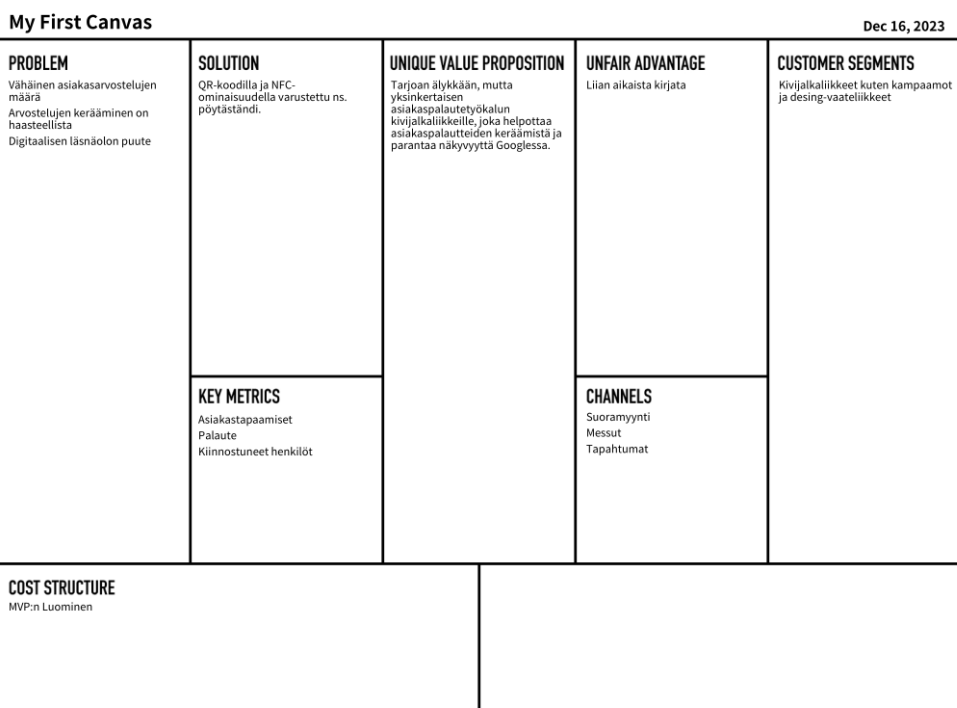 My First Canvas
Dec 16, 2023
PROBLEM
Vähäinen asiakasarvostelujen
määrä
Arvostelujen kerääminen on
haasteellista
Digitaalisen läsnäolon puute
SOLUTION
QR-koodilla ja NFC-
ominaisuudella varustettu ns.
pöytäständi.
KEY METRICS
Asiakastapaamiset
Palaute
Kiinnostuneet henkilöt
UNIQUE VALUE PROPOSITION
Tarjoan älykkään, mutta
yksinkertaisen
asiakaspalautetyökalun
kivijalkaliikkeille, joka helpottaa
asiakaspalautteiden keräämistä ja
parantaa näkyvyyttä Googlessa.
UNFAIR ADVANTAGE
Liian aikaista kirjata
CHANNELS
Suoramyynti
Messut
Tapahtumat
CUSTOMER SEGMENTS
Kivijalkaliikkeet kuten kampaamot
ja desing-vaateliikkeet
COST STRUCTURE
MVP:n Luominen